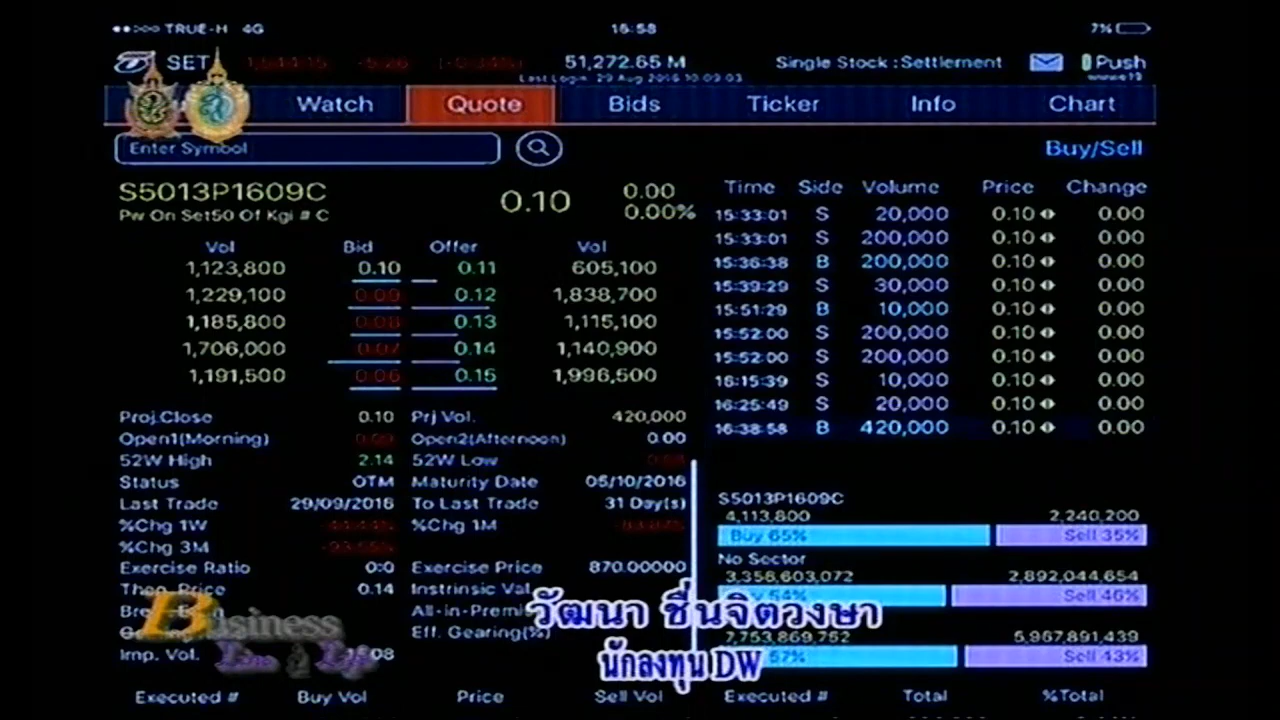 TRUE-H 4G 16:58 7%
SET 51,272.65 M Single Stock : Settlement Push
Last Login: 29 Aug 2016 10:09:03
Watch Quote Bids Ticker Info Chart
Enter Symbol Buy/Sell
S5013P1609C 0.10 0.00
Pw On Set50 Of Kgi # C 0.00%
Vol Bid Offer Vol
1,123,800 0.10 0.11 605,100
1,229,100 0.09 0.12 1,838,700
1,185,800 0.08 0.13 1,115,100
1,706,000 0.07 0.14 1,140,900
1,191,500 0.06 0.15 1,996,500
Proj.Close 0.10 Prj Vol. 420,000
Open1(Morning) Open2(Afternoon) 0.00
52W High 2.14 52W Low
Status OTM Maturity Date 05/10/2016
Last Trade 29/09/2016 To Last Trade 31 Day(s)
%Chg 1W %Chg 1M
%Chg 3M
Exercise Ratio 0:0 Exercise Price 870.00000
Theo. Price 0.14 Instrinsic Val.
All-in-Premi
Eff. Gearing(%)
Imp. Vol.
Executed # Buy Vol Price Sell Vol
Time Side Volume Price Change
15:33:01 S 20,000 0.10 0.00
15:33:01 S 200,000 0.10 0.00
15:36:38 B 200,000 0.10 0.00
15:39:29 S 30,000 0.10 0.00
15:51:29 B 10,000 0.10 0.00
15:52:00 S 200,000 0.10 0.00
15:52:00 S 200,000 0.10 0.00
16:15:39 S 10,000 0.10 0.00
16:25:49 S 20,000 0.10 0.00
16:38:58 B 420,000 0.10 0.00
S5013P1609C
4,113,800 2,240,200
Buy 65% Sell 35%
No Sector
3,356,603,072 2,892,044,654
54% Sell 46%
7,753,869,752 5,967,891,439
57% Sell 43%
Executed # Total %Total
Business
Line & Life
วัฒนา ชื่นจิตวงษา
นักลงทุน DW